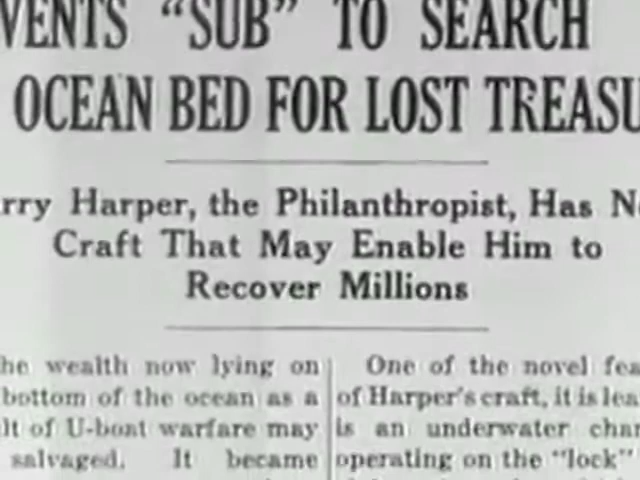 VENTS "SUB" TO SEARCH
OCEAN BED FOR LOST TREASU
rry Harper, the Philanthropist, Has N
Craft That May Enable Him to
Recover Millions
he wealth now lying on
bottom of the ocean as a
lt of U-boat warfare may
salvaged. It became
One of the novel fea
of Harper's craft, it is lea
is an underwater cha
operating on the "lock"